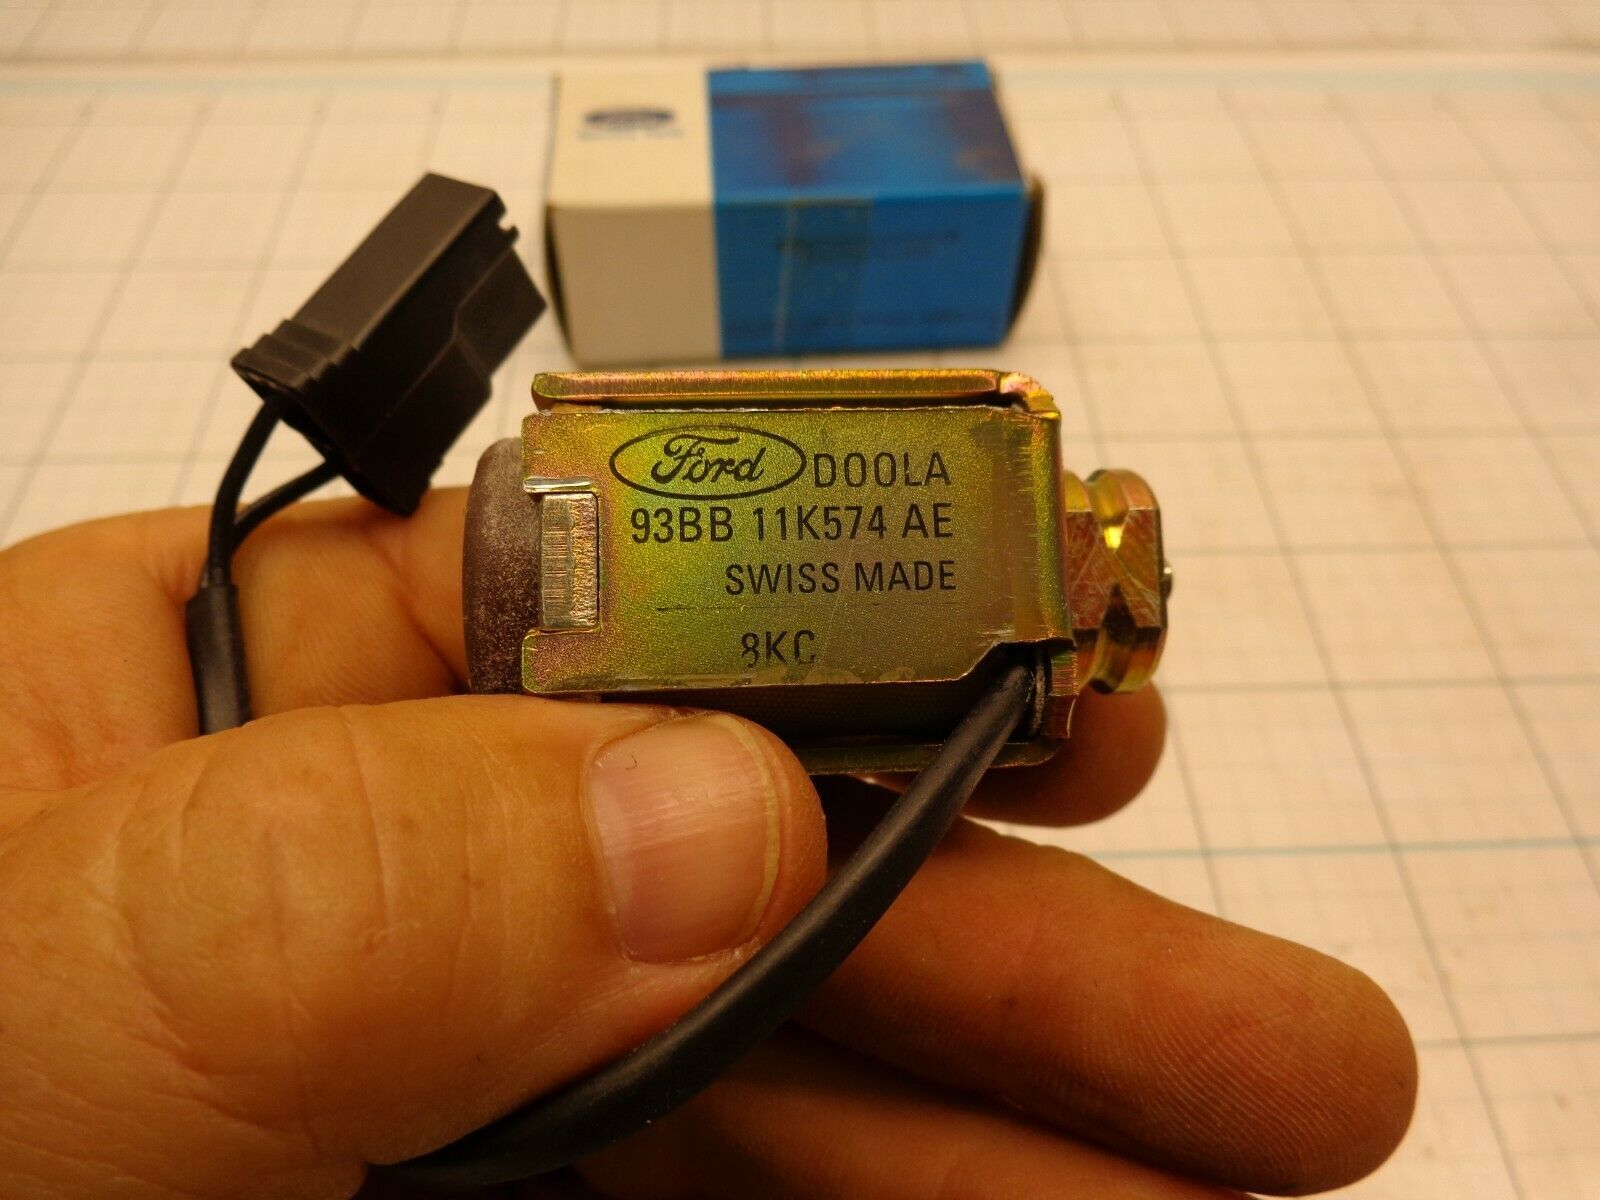 Ford DOOLA
93BB 11K574 AE
SWISS MADE
8KC